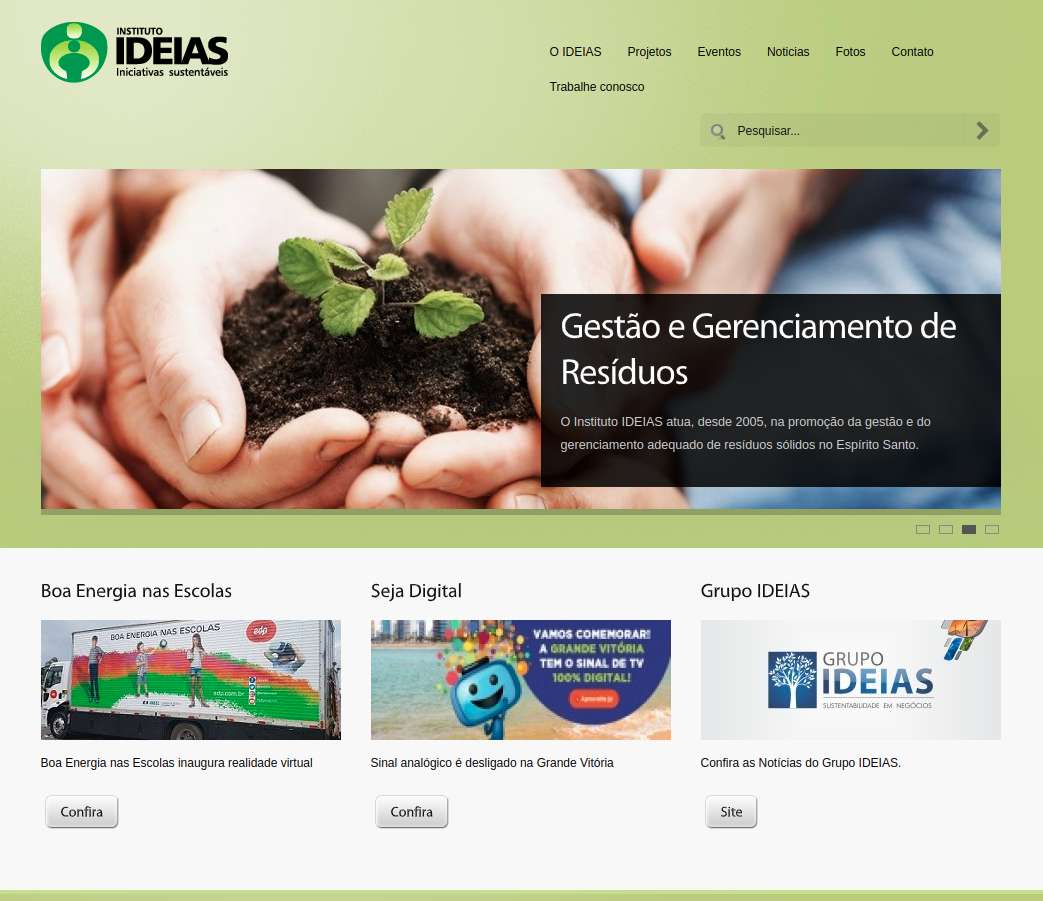 INSTITUTO
IDEIAS
Iniciativas sustentáveis
O IDEIAS Projetos Eventos Noticias Fotos Contato
Trabalhe conosco
Pesquisar...
Gestão e Gerenciamento de
Resíduos
O Instituto IDEIAS atua, desde 2005, na promoção da gestão e do
gerenciamento adequado de resíduos sólidos no Espírito Santo.
Boa Energia nas Escolas
Seja Digital
Grupo IDEIAS
BOA ENERGIA NAS ESCOLAS
edp
edp.com.br
VAMOS COMEMORAR!
A GRANDE VITÓRIA
TEM O SINAL DE TV
100% DIGITAL!
GRUPO
IDEIAS
SUSTENTABILIDADE EM NEGÓCIOS
Boa Energia nas Escolas inaugura realidade virtual
Sinal analógico é desligado na Grande Vitória
Confira as Notícias do Grupo IDEIAS.
Confira
Confira
Site